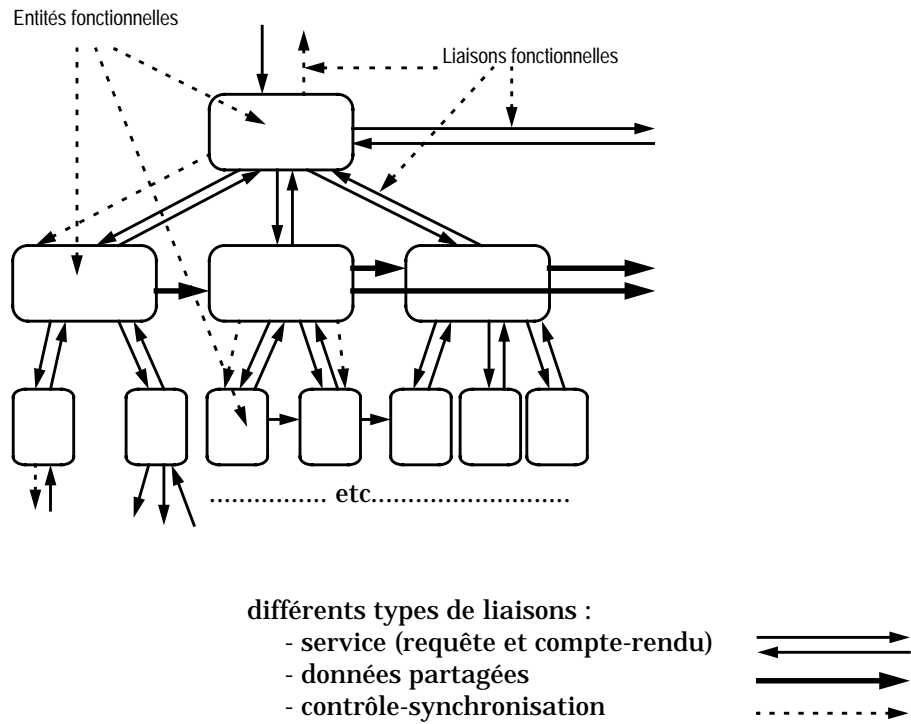 Entités fonctionnelles
Liaisons fonctionnelles
................ etc...........................
différents types de liaisons :
- service (requête et compte-rendu)
- données partagées
- contrôle-synchronisation